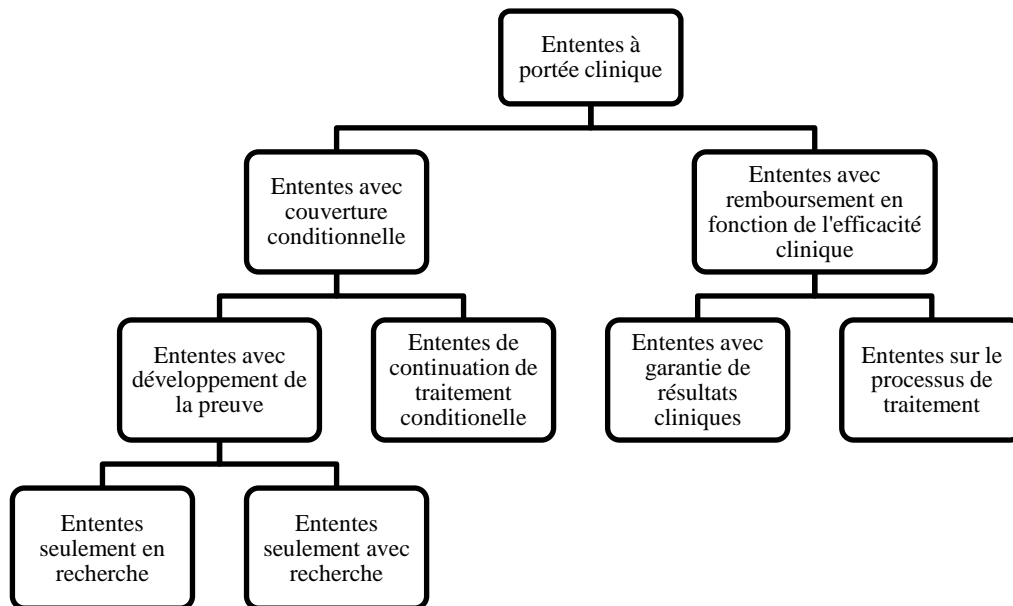 Ententes à
portée clinique
Ententes avec
couverture
conditionnelle
Ententes avec
remboursement en
fonction de l'efficacité
clinique
Ententes avec
développement de
la preuve
Ententes de
continuation de
traitement
conditionelle
Ententes avec
garantie de
résultats
cliniques
Ententes sur le
processus de
traitement
Ententes
seulement en
recherche
Ententes
seulement avec
recherche